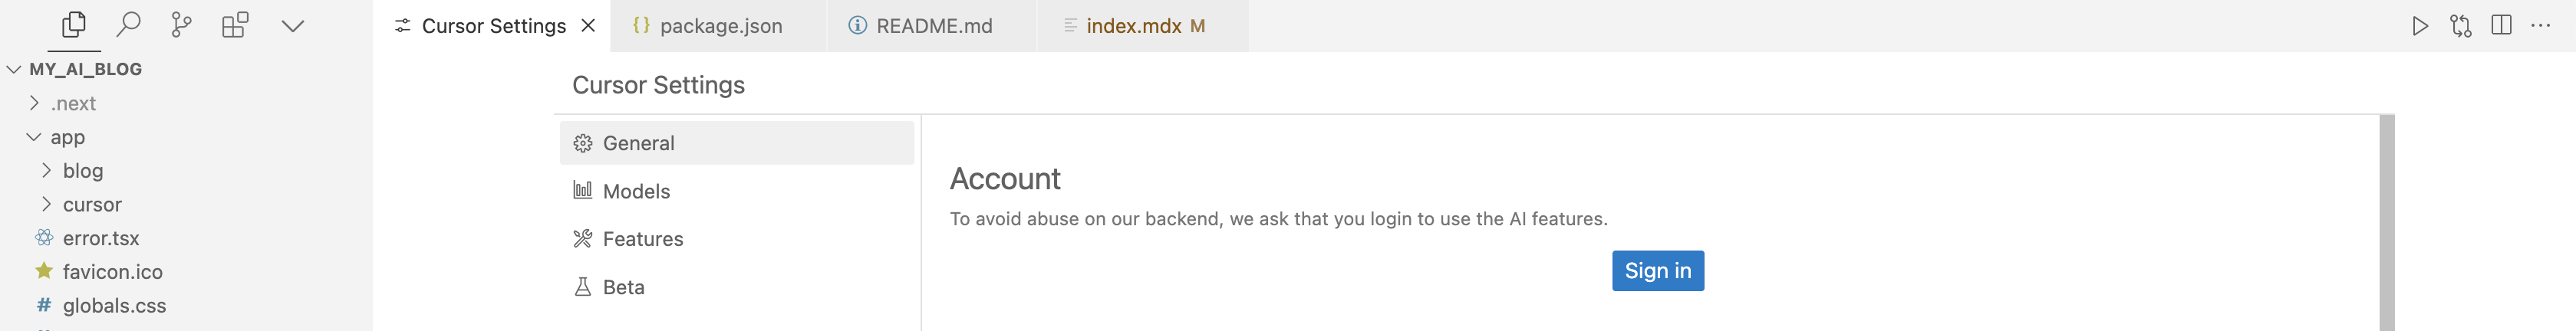 Cursor Settings
package.json
README.md
index.mdx M
MY_AI_BLOG
.next
app
blog
cursor
error.tsx
favicon.ico
globals.css
Cursor Settings
General
Models
Features
Beta
Account
To avoid abuse on our backend, we ask that you login to use the AI features.
Sign in